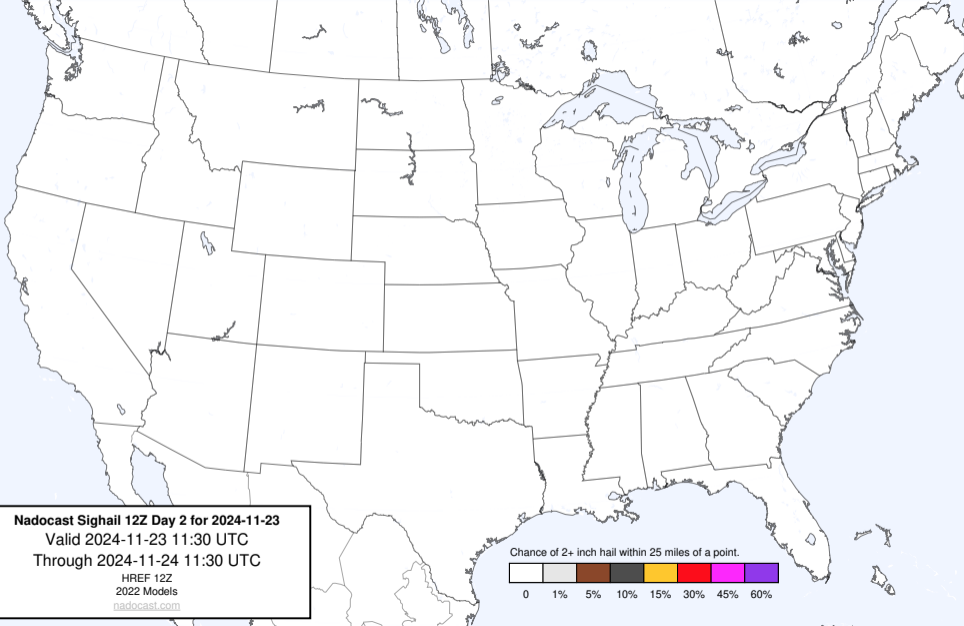 Nadocast Sighail 12Z Day 2 for 2024-11-23
Valid 2024-11-23 11:30 UTC
Through 2024-11-24 11:30 UTC
HREF 12Z
2022 Models
nadocast.com
Chance of 2+ inch hail within 25 miles of a point.
0 1% 5% 10% 15% 30% 45% 60%